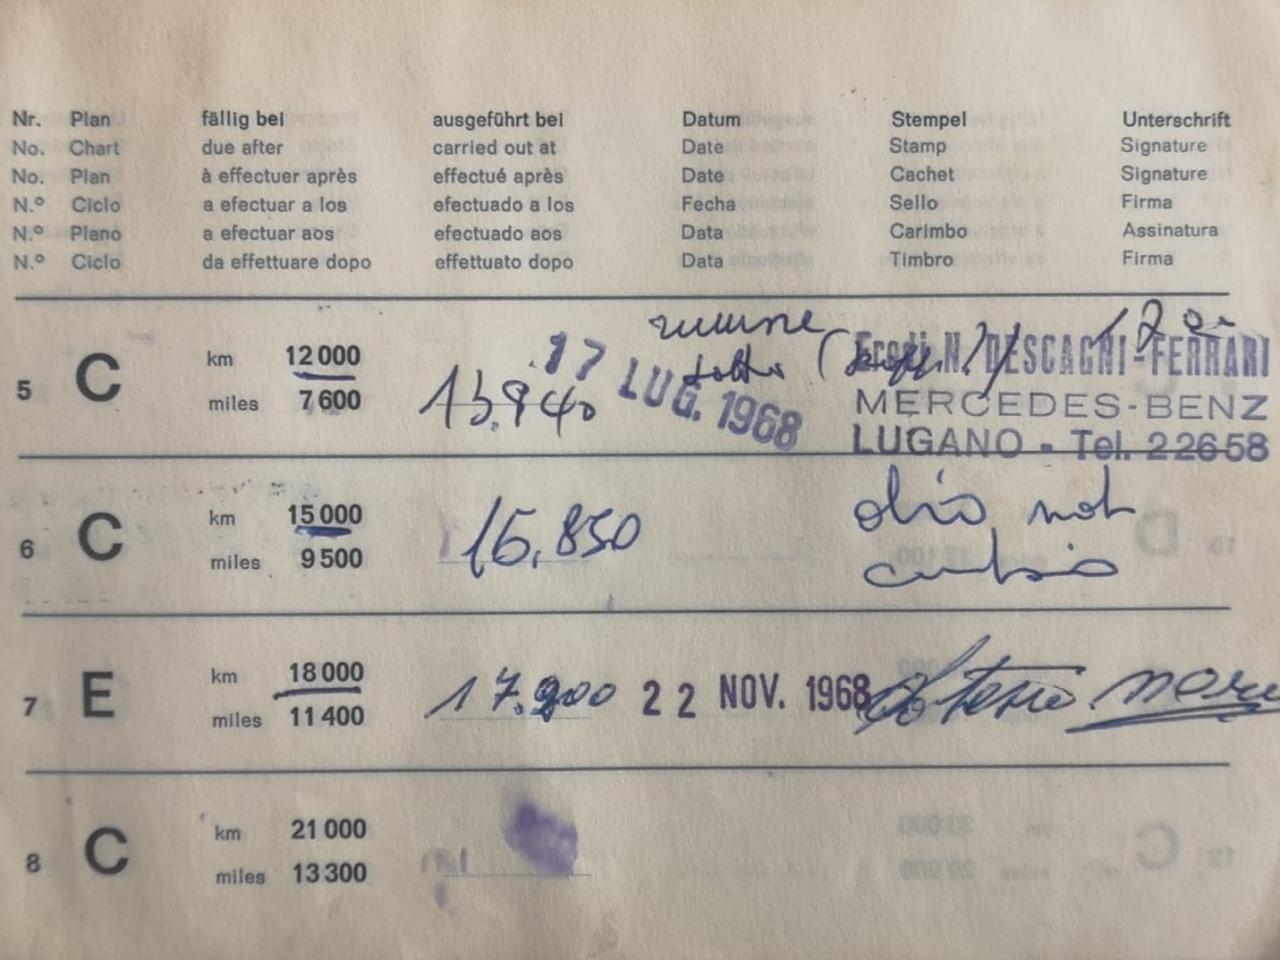 Nr. Plan fällig bei ausgeführt bei Datum Stempel Unterschrift
No. Chart due after carried out at Date Stamp Signature
No. Plan à effectuer après effectué après Date Cachet Signature
N.º Ciclo a efectuar a los efectuado a los Fecha Sello Firma
N.º Plano a efectuar aos efectuado aos Data Carimbo Assinatura
N.º Ciclo da effettuare dopo effettuato dopo Data Timbro Firma
5 C km 12 000 13.940 17 LUG. 1968 Eredi N. DESCAGNI-FERRARI
miles 7 600 MERCEDES-BENZ
LUGANO - Tel. 22658
6 C km 15 000 16.850 olio mot
miles 9 500 cambio
7 E km 18 000 17.900 22 NOV. 1968
miles 11 400
8 C km 21 000
miles 13 300